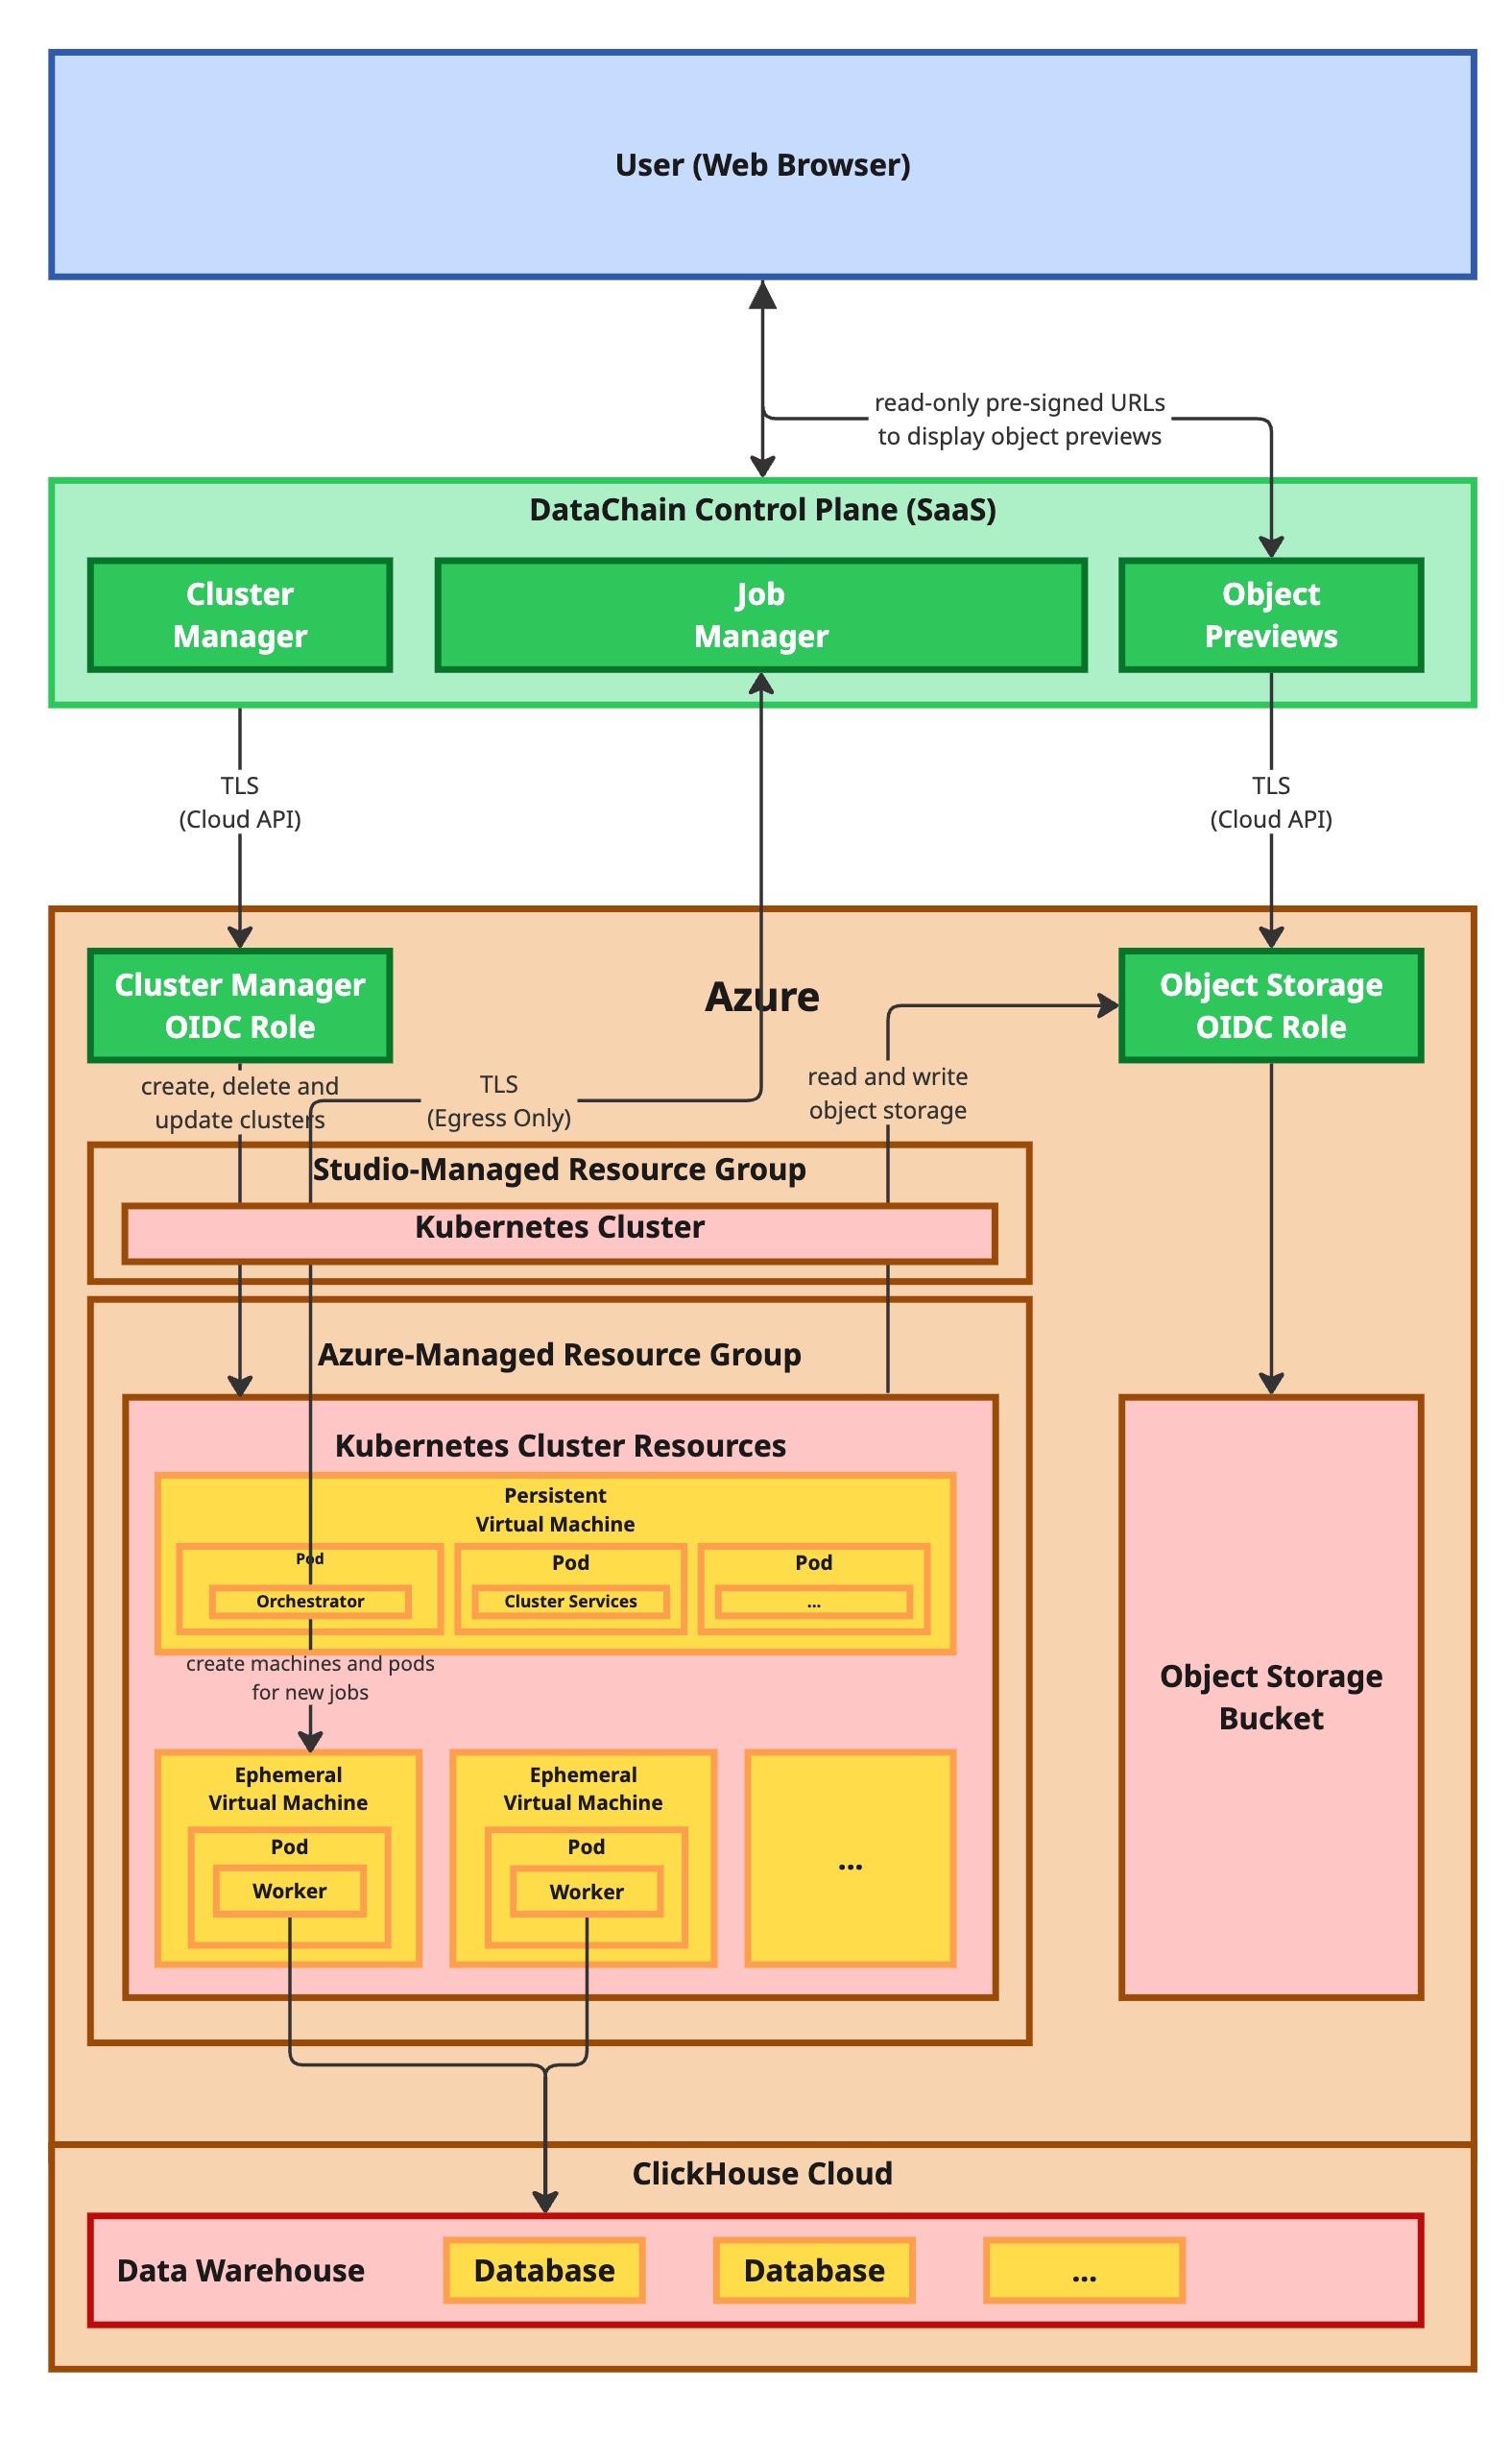 User (Web Browser)
read-only pre-signed URLs
to display object previews
DataChain Control Plane (SaaS)
Cluster
Manager
Job
Manager
Object
Previews
TLS
(Cloud API)
TLS
(Cloud API)
Cluster Manager
OIDC Role
Azure
Object Storage
OIDC Role
create, delete and
update clusters
TLS
(Egress Only)
read and write
object storage
Studio-Managed Resource Group
Kubernetes Cluster
Azure-Managed Resource Group
Kubernetes Cluster Resources
Persistent
Virtual Machine
Pod
Orchestrator
Pod
Cluster Services
Pod
...
create machines and pods
for new jobs
Ephemeral
Virtual Machine
Pod
Worker
Ephemeral
Virtual Machine
Pod
Worker
...
Object Storage
Bucket
ClickHouse Cloud
Data Warehouse
Database
Database
...